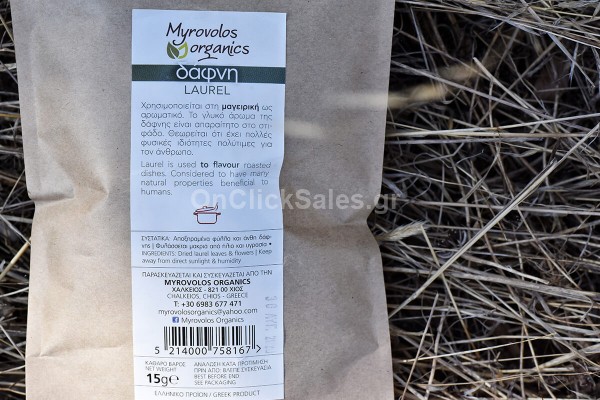 Myrovolos
organics
δάφνη
LAUREL
Χρησιμοποιείται στη μαγειρική ως
αρωματικό. Το γλυκό άρωμα της
δάφνης είναι απαραίτητο στο στι-
φάδο. Θεωρείται ότι έχει πολλές
φυσικές ιδιότητες πολύτιμες για
τον άνθρωπο.
Laurel is used to flavour roasted
dishes. Considered to have many
natural properties beneficial to
humans.
OnClickSales.gr
ΣΥΣΤΑΤΙΚΑ: Αποξηραμένα φύλλα και άνθη δάφ-
νης | Φυλάσσεται μακρια από ήλιο και υγρασία •
INGREDIENTS: Dried laurel leaves & flowers | Keep
away from direct sunlight & humidity
ΠΑΡΑΣΚΕΥΑΖΕΤΑΙ ΚΑΙ ΣΥΣΚΕΥΑΖΕΤΑΙ ΑΠΟ ΤΗΝ
MYROVOLOS ORGANICS
ΧΑΛΚΕΙΟΣ - 821 00 ΧΙΟΣ
CHALKEIOS, CHIOS - GREECE
T: +30 6983 677 471
myrovolosorganics@yahoo.com
Myrovolos Organics
5 214000 758167 >
ΚΑΘΑΡΟ ΒΑΡΟΣ
NET WEIGHT
15g℮
ΑΝΑΛΩΣΗ ΚΑΤΑ ΠΡΟΤΙΜΗΣΗ
ΠΡΙΝ ΑΠΟ: ΒΛΕΠΕ ΣΥΣΚΕΥΑΣΙΑ
BEST BEFORE END
SEE PACKAGING
ΕΛΛΗΝΙΚΟ ΠΡΟΪΟΝ / GREEK PRODUCT